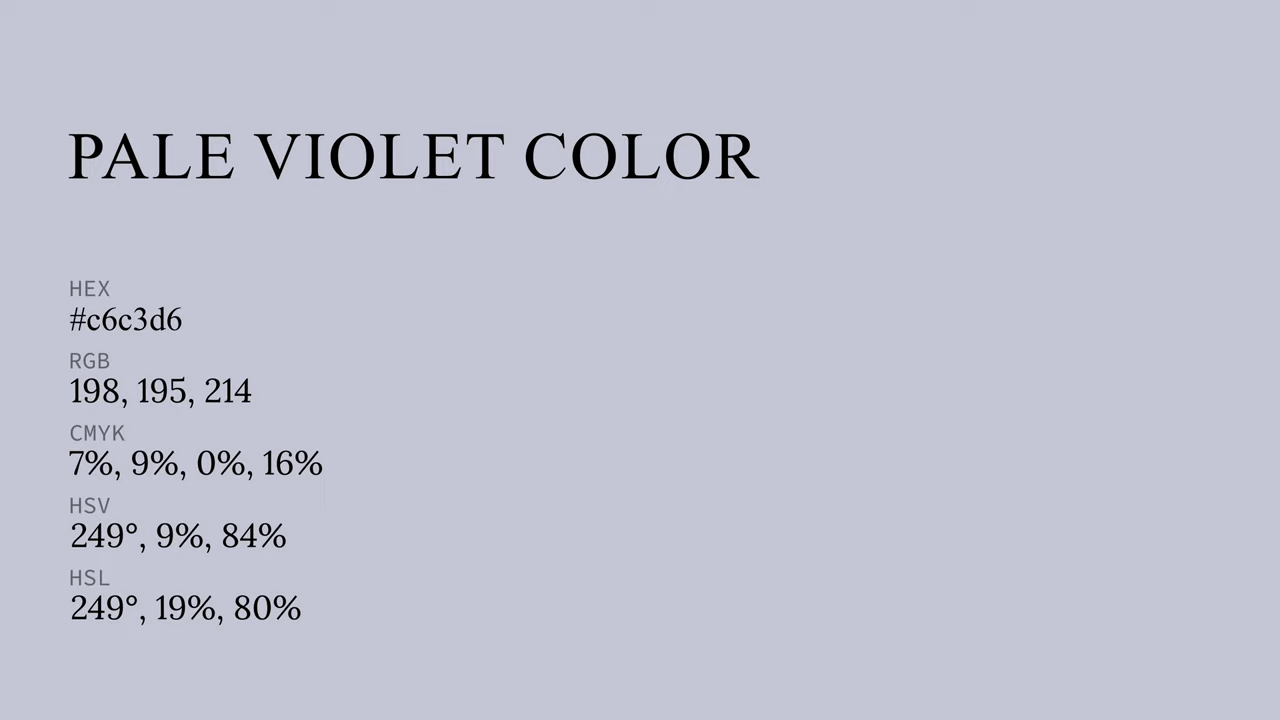 PALE VIOLET COLOR
HEX
#c6c3d6
RGB
198, 195, 214
CMYK
7%, 9%, 0%, 16%
HSV
249°, 9%, 84%
HSL
249°, 19%, 80%